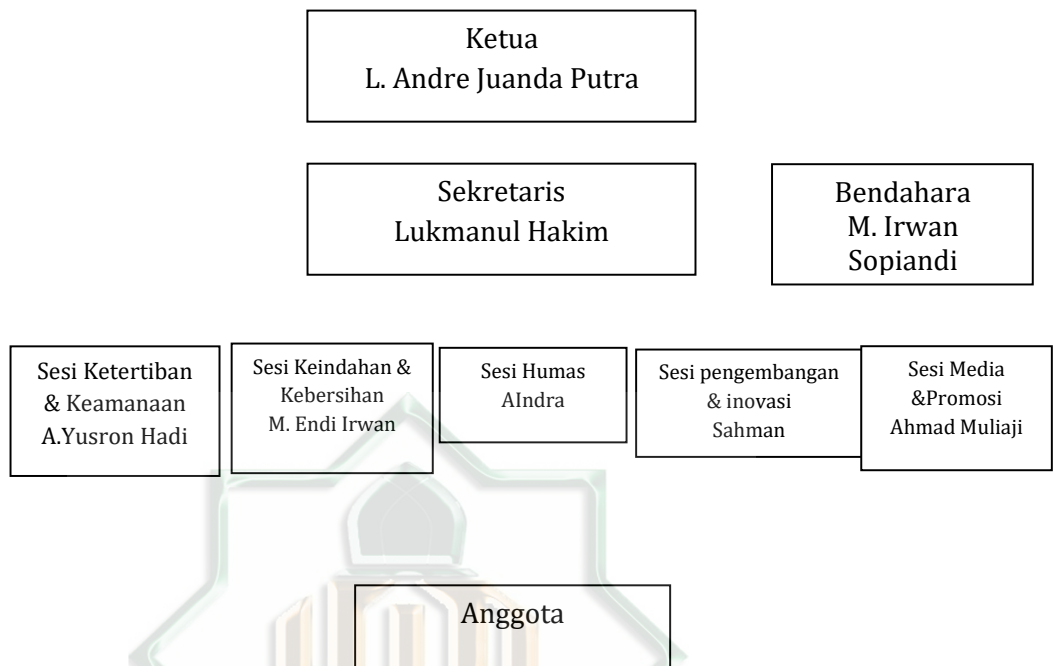 Ketua
L. Andre Juanda Putra
Sekretaris
Lukmanul Hakim
Bendahara
M. Irwan
Sopiandi
Sesi Ketertiban
& Keamanaan
A.Yusron Hadi
Sesi Keindahan &
Kebersihan
M. Endi Irwan
Sesi Humas
AIndra
Sesi pengembangan
& inovasi
Sahman
Sesi Media
&Promosi
Ahmad Muliaji
Anggota